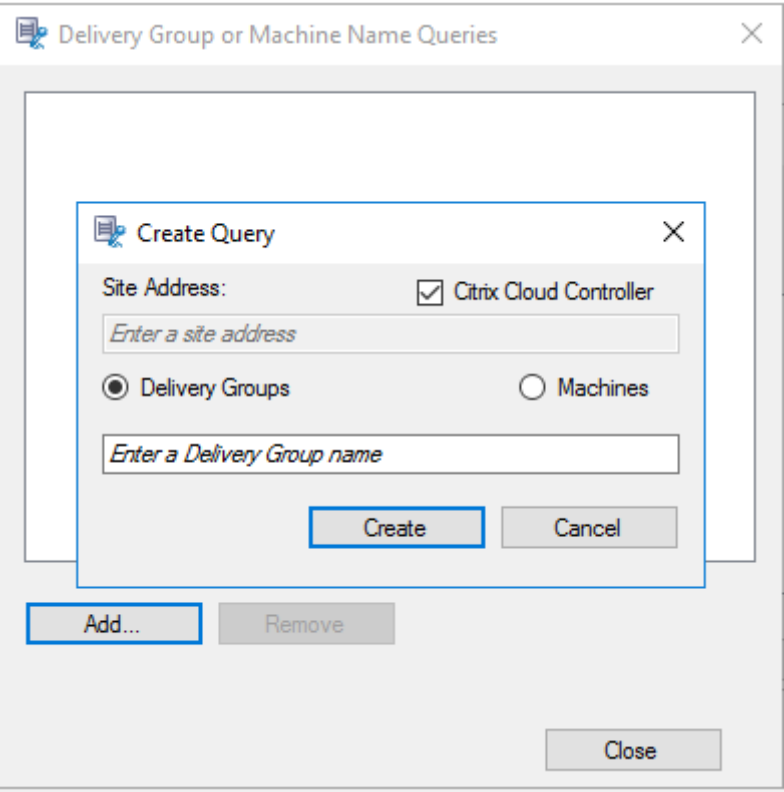 Delivery Group or Machine Name Queries
Create Query
Site Address:
Citrix Cloud Controller
Enter a site address
Delivery Groups
Machines
Enter a Delivery Group name
Create
Cancel
Add...
Remove
Close